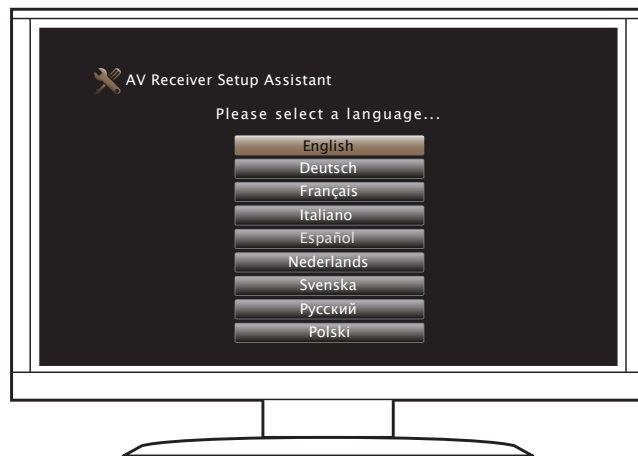 AV Receiver Setup Assistant
Please select a language...
English
Deutsch
Français
Italiano
Español
Nederlands
Svenska
Русский
Polski